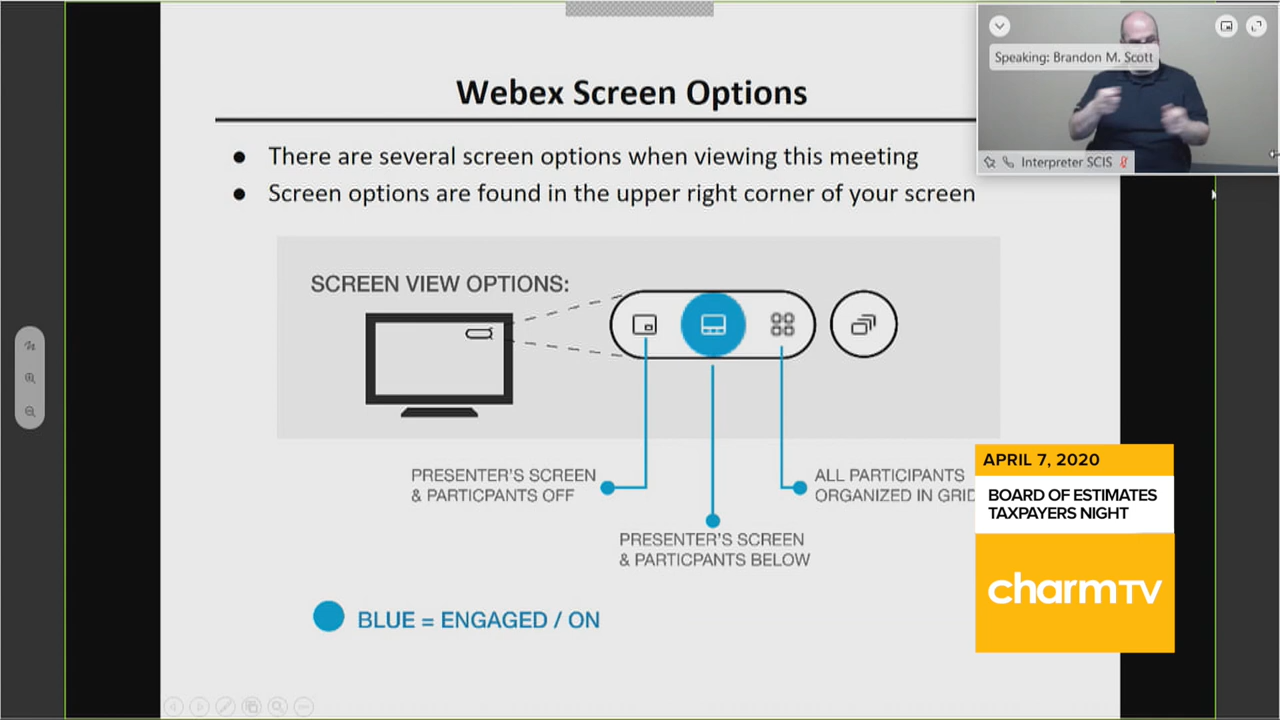 Webex Screen Options
Speaking: Brandon M. Scott
Interpreter SCIS
● There are several screen options when viewing this meeting
● Screen options are found in the upper right corner of your screen
SCREEN VIEW OPTIONS:
PRESENTER'S SCREEN
& PARTICPANTS OFF
PRESENTER'S SCREEN
& PARTICPANTS BELOW
ALL PARTICIPANTS
ORGANIZED IN GRID
BLUE = ENGAGED / ON
APRIL 7, 2020
BOARD OF ESTIMATES
TAXPAYERS NIGHT
charmTV